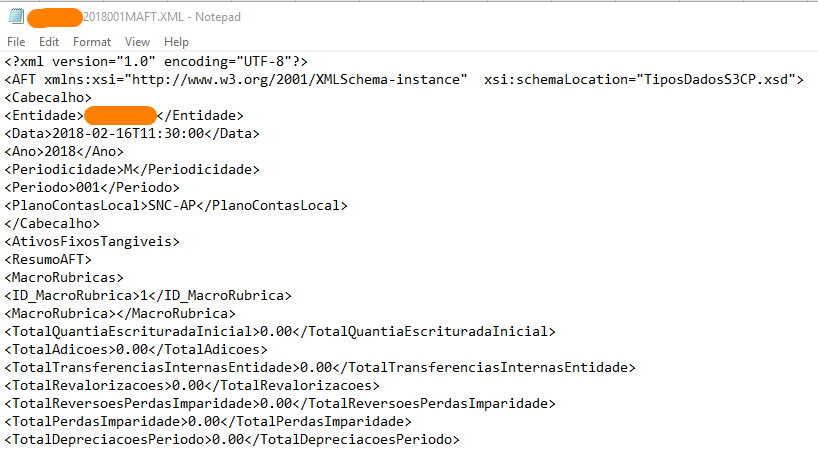 2018001MAFT.XML - Notepad
File Edit Format View Help
<?xml version="1.0" encoding="UTF-8"?>
<AFT xmlns:xsi="http://www.w3.org/2001/XMLSchema-instance"  xsi:schemaLocation="TiposDadosS3CP.xsd">
<Cabecalho>
<Entidade></Entidade>
<Data>2018-02-16T11:30:00</Data>
<Ano>2018</Ano>
<Periodicidade>M</Periodicidade>
<Periodo>001</Periodo>
<PlanoContasLocal>SNC-AP</PlanoContasLocal>
</Cabecalho>
<AtivosFixosTangiveis>
<ResumoAFT>
<MacroRubricas>
<ID_MacroRubrica>1</ID_MacroRubrica>
<MacroRubrica></MacroRubrica>
<TotalQuantiaEscrituradaInicial>0.00</TotalQuantiaEscrituradaInicial>
<TotalAdicoes>0.00</TotalAdicoes>
<TotalTransferenciasInternasEntidade>0.00</TotalTransferenciasInternasEntidade>
<TotalRevalorizacoes>0.00</TotalRevalorizacoes>
<TotalReversoesPerdasImparidade>0.00</TotalReversoesPerdasImparidade>
<TotalPerdasImparidade>0.00</TotalPerdasImparidade>
<TotalDepreciacoesPeriodo>0.00</TotalDepreciacoesPeriodo>